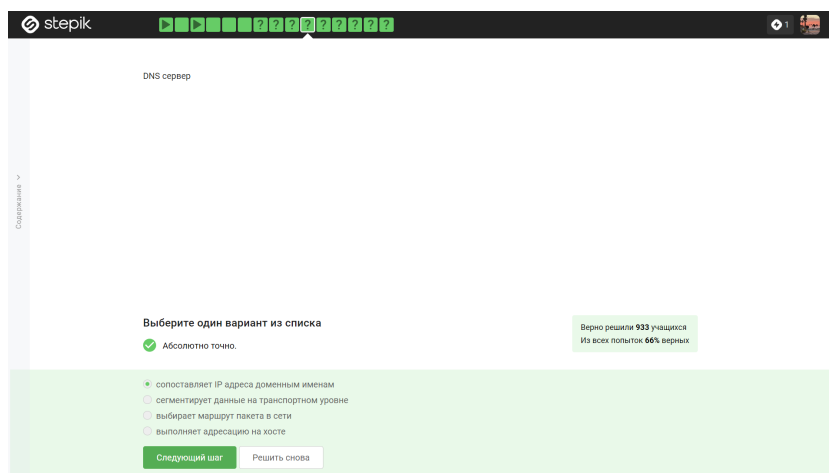 stepik
? ? ? ? ? ? ? ? ?
1
DNS сервер
Содержание
Выберите один вариант из списка
Абсолютно точно.
Верно решили 933 учащихся
Из всех попыток 66% верных
сопоставляет IP адреса доменным именам
сегментирует данные на транспортном уровне
выбирает маршрут пакета в сети
выполняет адресацию на хосте
Следующий шаг
Решить снова